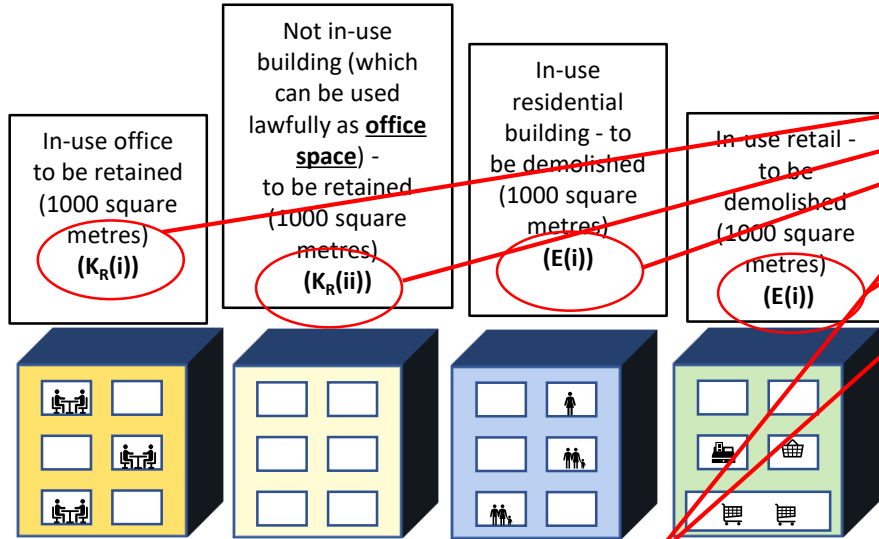 In-use office
to be retained
(1000 square
metres)
(KR(i))
Not in-use
building (which
can be used
lawfully as office
space) -
to be retained
(1000 square
metres)
(KR(ii))
In-use
residential
building - to
be demolished
(1000 square
metres)
(E(i))
In-use retail -
to be
demolished
(1000 square
metres)
(E(i))